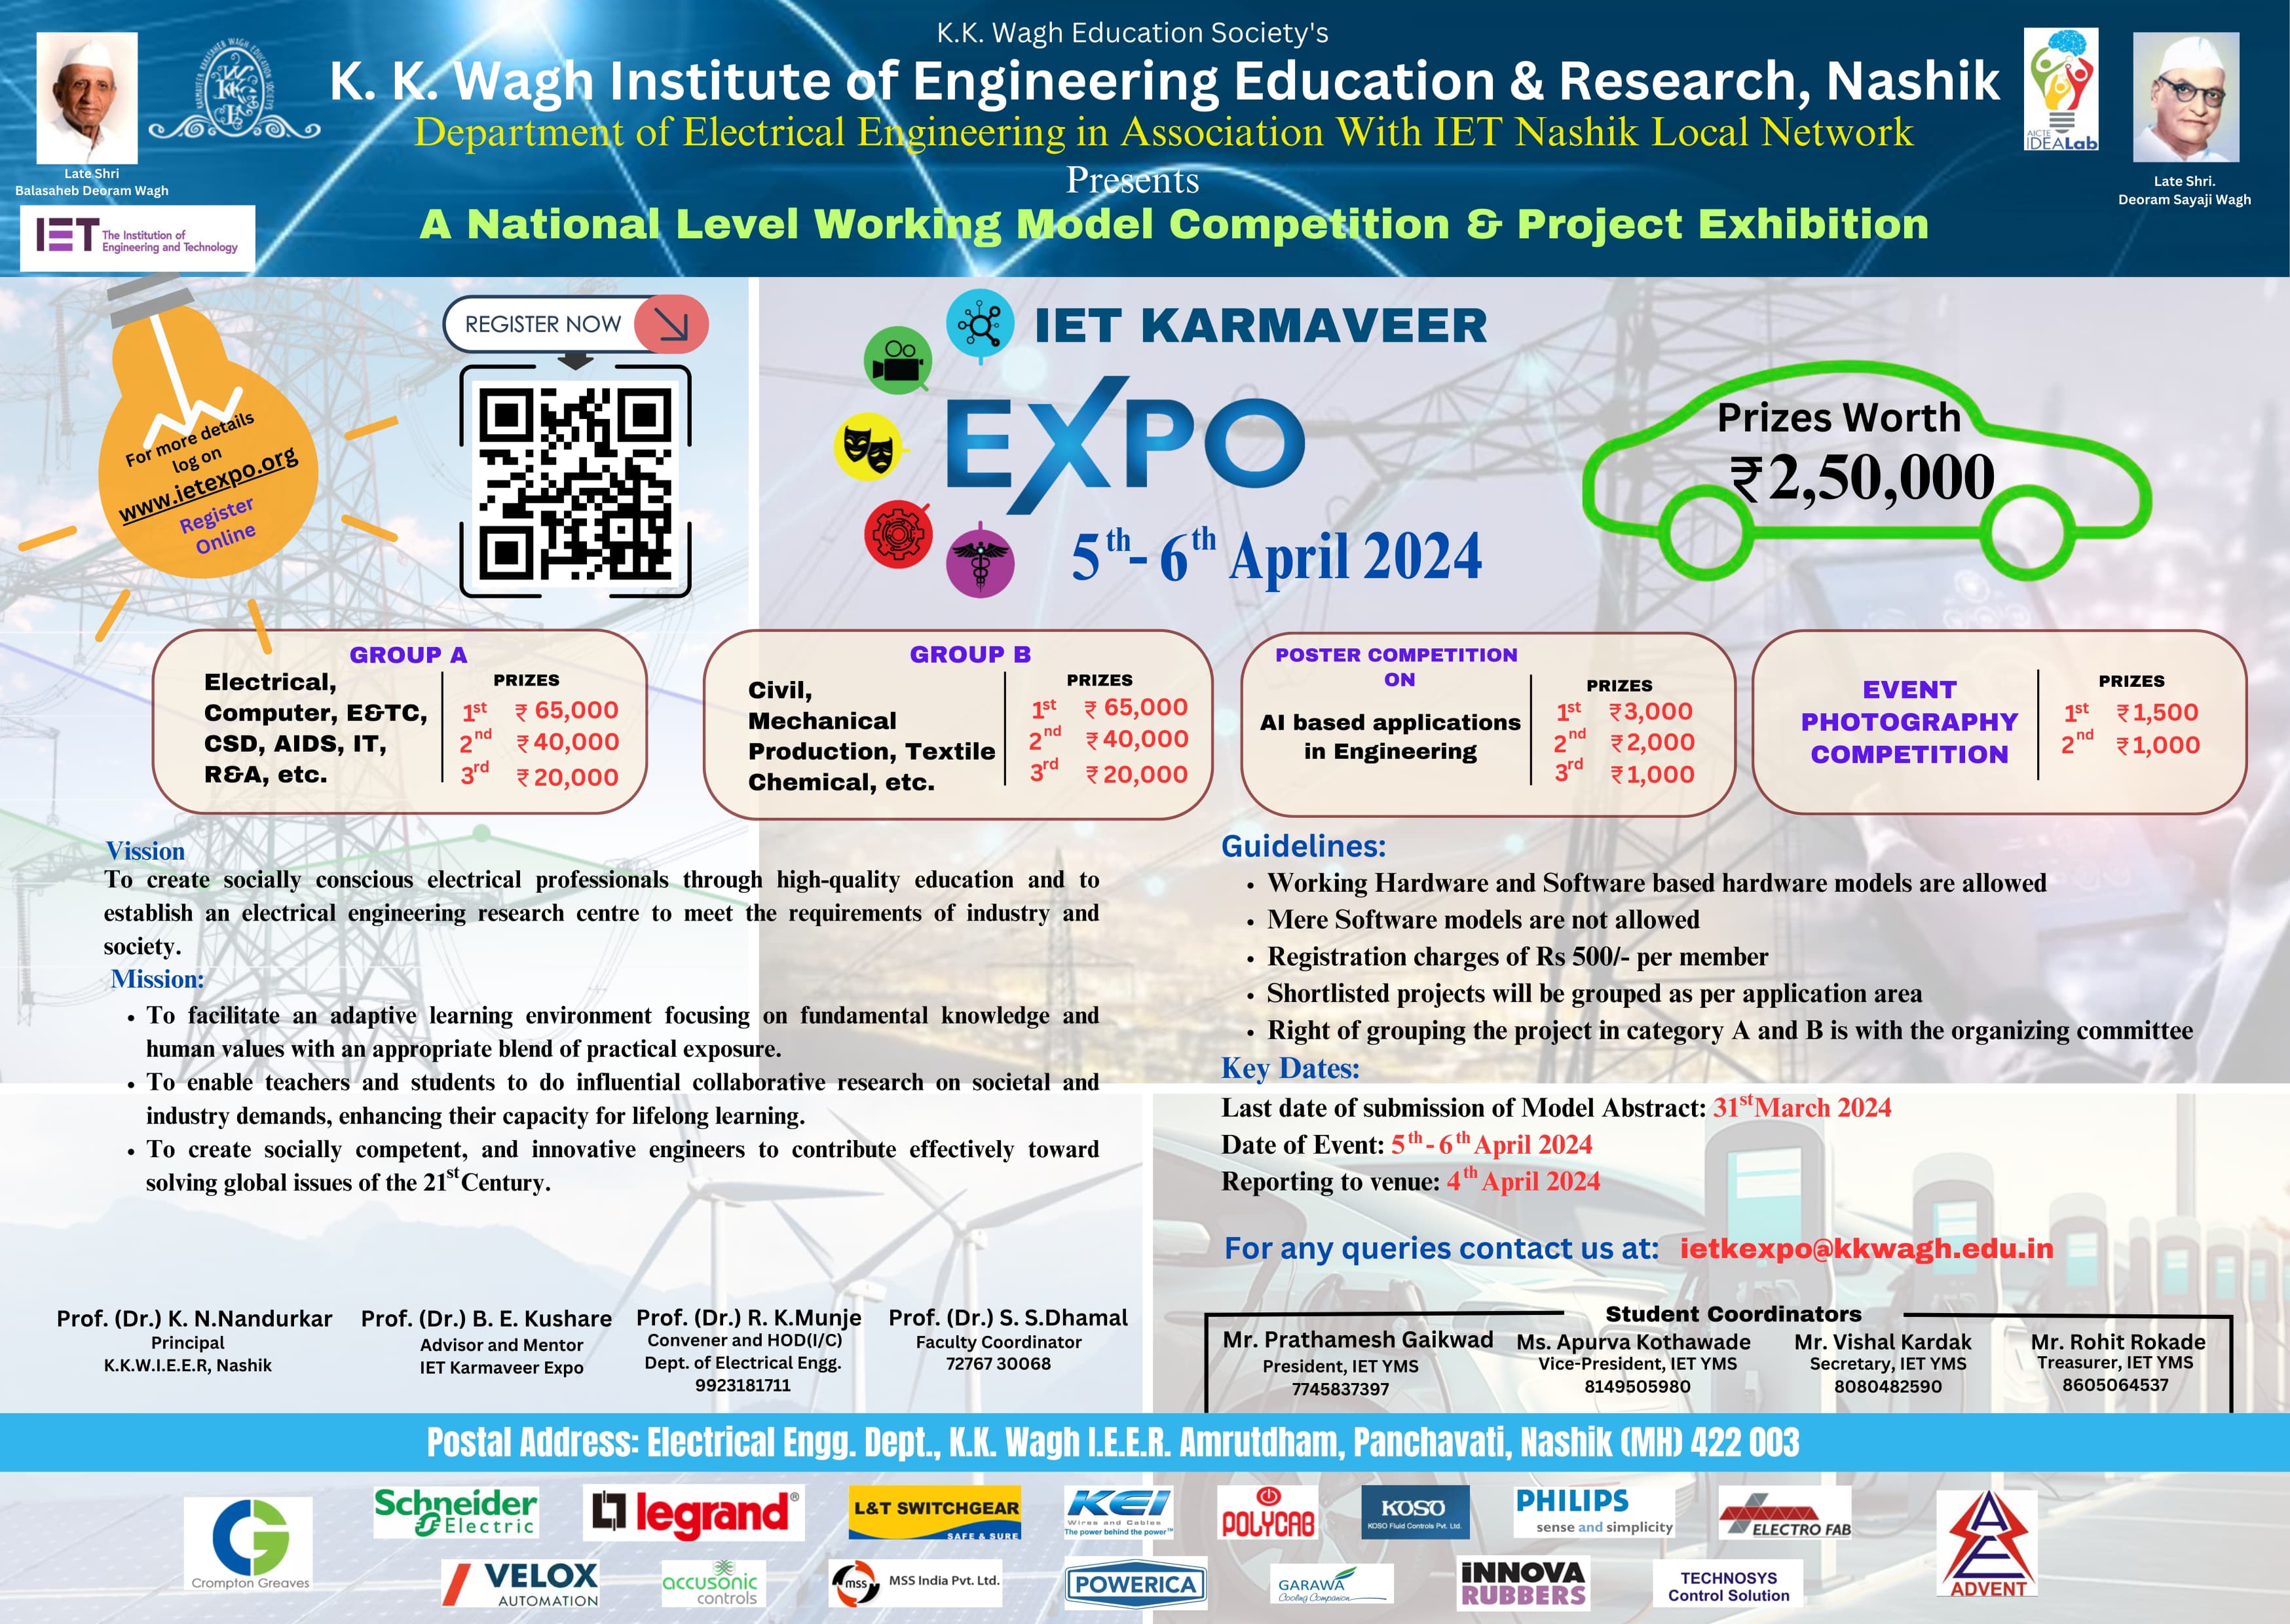 K.K. Wagh Education Society's
K. K. Wagh Institute of Engineering Education & Research, Nashik
Department of Electrical Engineering in Association With IET Nashik Local Network
Presents
A National Level Working Model Competition & Project Exhibition
Late Shri
Balasaheb Deoram Wagh
IET The Institution of
Engineering and Technology
AICTE
IDEALab
Late Shri.
Deoram Sayaji Wagh
For more details
log on
www.ietexpo.org
Register
Online
REGISTER NOW
IET KARMAVEER
EXPO
5th- 6th April 2024
Prizes Worth
₹2,50,000
GROUP A
Electrical,
Computer, E&TC,
CSD, AIDS, IT,
R&A, etc.
PRIZES
1st ₹ 65,000
2nd ₹ 40,000
3rd ₹ 20,000
GROUP B
Civil,
Mechanical
Production, Textile
Chemical, etc.
PRIZES
1st ₹ 65,000
2nd ₹ 40,000
3rd ₹ 20,000
POSTER COMPETITION
ON
AI based applications
in Engineering
PRIZES
1st ₹3,000
2nd ₹2,000
3rd ₹1,000
EVENT
PHOTOGRAPHY
COMPETITION
PRIZES
1st ₹1,500
2nd ₹1,000
Vission
To create socially conscious electrical professionals through high-quality education and to
establish an electrical engineering research centre to meet the requirements of industry and
society.
Mission:
• To facilitate an adaptive learning environment focusing on fundamental knowledge and
human values with an appropriate blend of practical exposure.
• To enable teachers and students to do influential collaborative research on societal and
industry demands, enhancing their capacity for lifelong learning.
• To create socially competent, and innovative engineers to contribute effectively toward
solving global issues of the 21st Century.
Guidelines:
• Working Hardware and Software based hardware models are allowed
• Mere Software models are not allowed
• Registration charges of Rs 500/- per member
• Shortlisted projects will be grouped as per application area
• Right of grouping the project in category A and B is with the organizing committee
Key Dates:
Last date of submission of Model Abstract: 31st March 2024
Date of Event: 5th - 6th April 2024
Reporting to venue: 4th April 2024
For any queries contact us at: ietkexpo@kkwagh.edu.in
Prof. (Dr.) K. N.Nandurkar
Principal
K.K.W.I.E.E.R, Nashik
Prof. (Dr.) B. E. Kushare
Advisor and Mentor
IET Karmaveer Expo
Prof. (Dr.) R. K.Munje
Convener and HOD(I/C)
Dept. of Electrical Engg.
9923181711
Prof. (Dr.) S. S.Dhamal
Faculty Coordinator
72767 30068
Student Coordinators
Mr. Prathamesh Gaikwad
President, IET YMS
7745837397
Ms. Apurva Kothawade
Vice-President, IET YMS
8149505980
Mr. Vishal Kardak
Secretary, IET YMS
8080482590
Mr. Rohit Rokade
Treasurer, IET YMS
8605064537
Postal Address: Electrical Engg. Dept., K.K. Wagh I.E.E.R. Amrutdham, Panchavati, Nashik (MH) 422 003
Crompton Greaves
Schneider
Electric
legrand®
L&T SWITCHGEAR
SAFE & SURE
KEI
Wires and Cables
The power behind the power™
POLYCAB
KOSO
KOSO Fluid Controls Pvt. Ltd.
PHILIPS
sense and simplicity
ELECTRO FAB
ADVENT
VELOX
AUTOMATION
accusonic
controls
mss MSS India Pvt. Ltd.
POWERICA
GARAWA
Cooling Companion
INNOVA
RUBBERS
TECHNOSYS
Control Solution